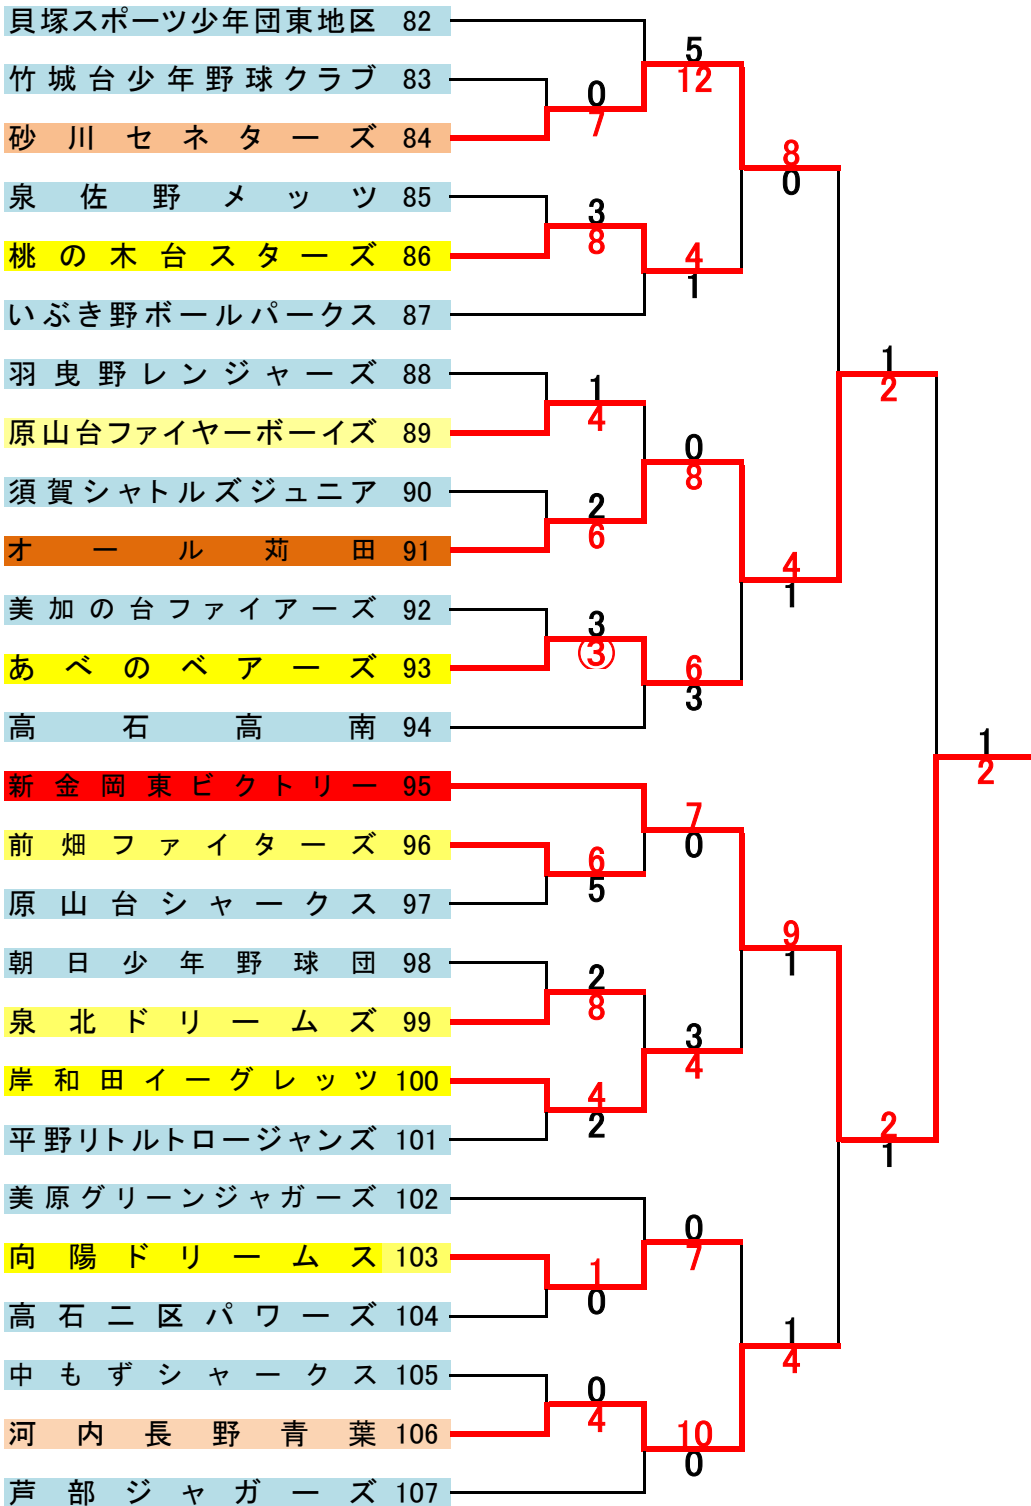 貝塚スポーツ少年団東地区 82
5
竹城台少年野球クラブ 83
12
0
7
砂川セネターズ 84
8
0
泉佐野メッツ 85
3
8
桃の木台スターズ 86
4
1
いぶき野ボールパークス 87
1
2
羽曳野レンジャーズ 88
1
4
原山台ファイヤーボーイズ 89
0
8
須賀シャトルズジュニア 90
2
6
オール苅田 91
4
1
美加の台ファイアーズ 92
3
③
あべのベアーズ 93
6
3
高石高南 94
1
2
新金岡東ビクトリー 95
7
0
前畑ファイターズ 96
6
5
原山台シャークス 97
9
1
朝日少年野球団 98
2
8
泉北ドリームズ 99
3
4
岸和田イーグレッツ 100
4
2
平野リトルトロージャンズ 101
2
1
美原グリーンジャガーズ 102
0
7
向陽ドリームス 103
1
0
高石二区パワーズ 104
1
4
中もずシャークス 105
0
4
河内長野青葉 106
10
0
芦部ジャガーズ 107